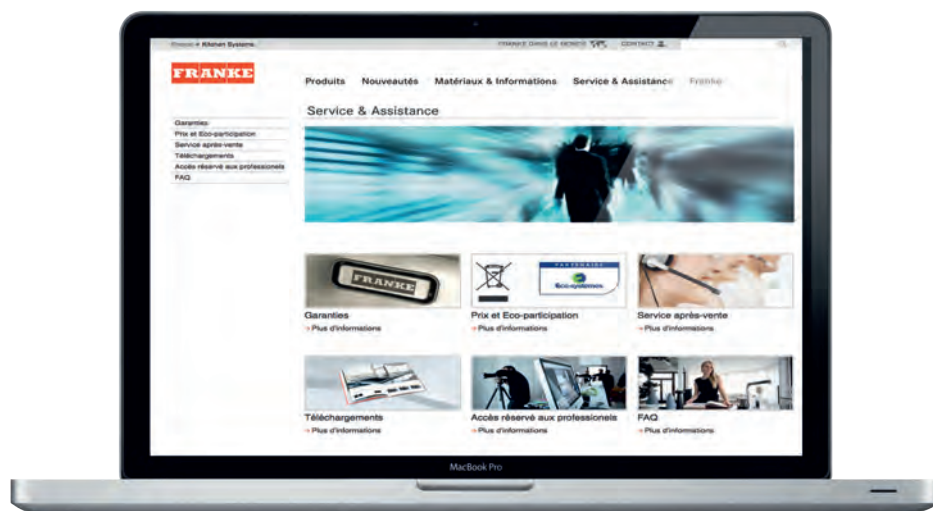 Franke > Kitchen Systems
FRANKE DANS LE MONDE
CONTACT
FRANKE
Produits Nouveautés Matériaux & Informations Service & Assistance Franke
Service & Assistance
Garanties
Prix et Eco-participation
Service après-vente
Téléchargements
Accès réservé aux professionels
FAQ
FRANKE
PARTENAIRE
Eco-systèmes
Garanties
Plus d'informations
Prix et Eco-participation
Plus d'informations
Service après-vente
Plus d'informations
Téléchargements
Plus d'informations
Accès réservé aux professionels
Plus d'informations
FAQ
Plus d'informations
MacBook Pro